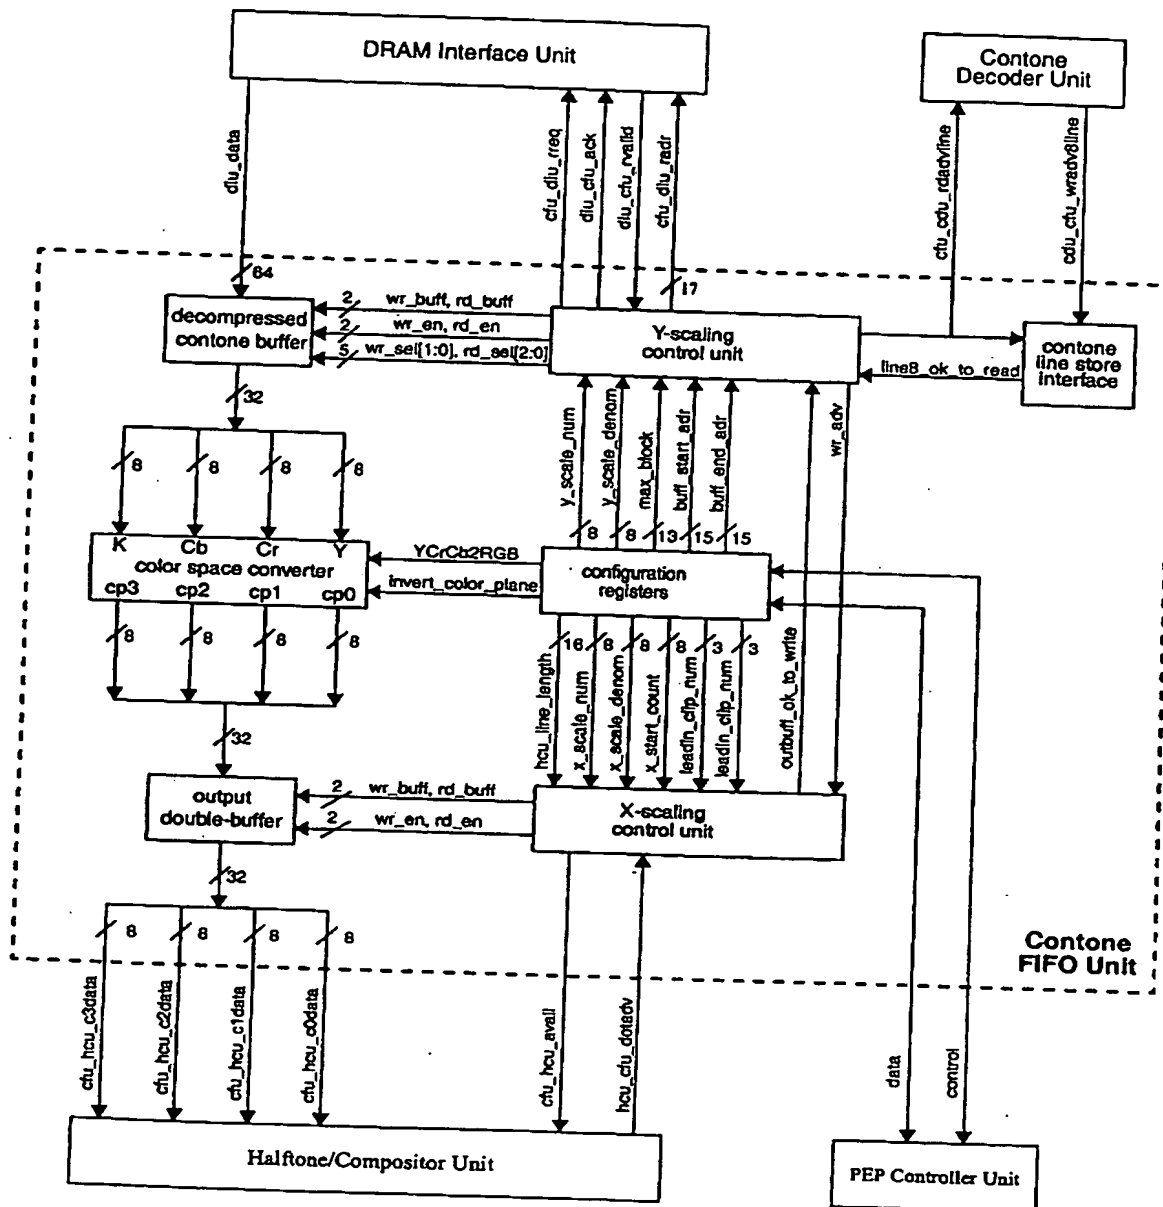 DRAM Interface Unit
Contone
Decoder Unit
diu_data
cfu_diu_rreq
diu_cfu_ack
diu_cfu_rvalid
cfu_diu_radr
cfu_cdu_rdadvline
cdu_cfu_wradv8line
64
17
decompressed
contone buffer
2
wr_buff, rd_buff
2
wr_en, rd_en
5
wr_sel[1:0], rd_sel[2:0]
Y-scaling
control unit
line8_ok_to_read
contone
line store
interface
32
8
8
8
8
y_scale_num
y_scale_denom
max_block
buff_start_adr
buff_end_adr
wr_adv
8
8
13
15
15
K
Cb
Cr
Y
color space converter
cp3
cp2
cp1
cp0
YCrCb2RGB
invert_color_plane
configuration
registers
8
8
8
8
16
8
8
8
3
3
hcu_line_length
x_scale_num
x_scale_denom
x_start_count
leadin_clip_num
leadin_clip_num
outbuff_ok_to_write
32
output
double-buffer
2
wr_buff, rd_buff
2
wr_en, rd_en
X-scaling
control unit
32
8
8
8
8
Contone
FIFO Unit
cfu_hcu_c3data
cfu_hcu_c2data
cfu_hcu_c1data
cfu_hcu_c0data
cfu_hcu_avail
hcu_cfu_dotadv
data
control
Halftone/Compositor Unit
PEP Controller Unit